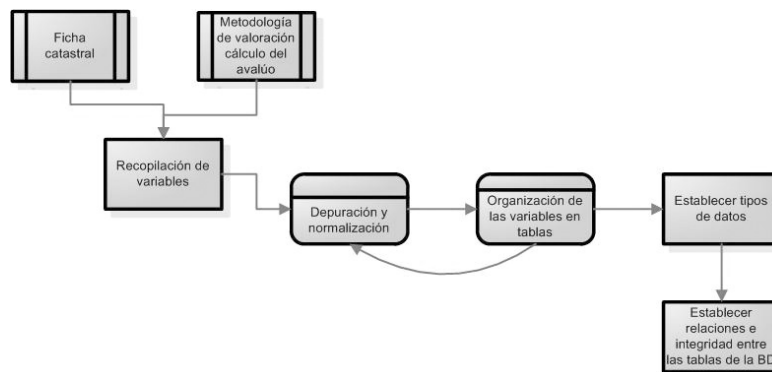 Ficha
catastral
Metodología
de valoración
cálculo del
avalúo
Recopilación de
variables
Depuración y
normalización
Organización de
las variables en
tablas
Establecer tipos
de datos
Establecer
relaciones e
integridad entre
las tablas de la BD